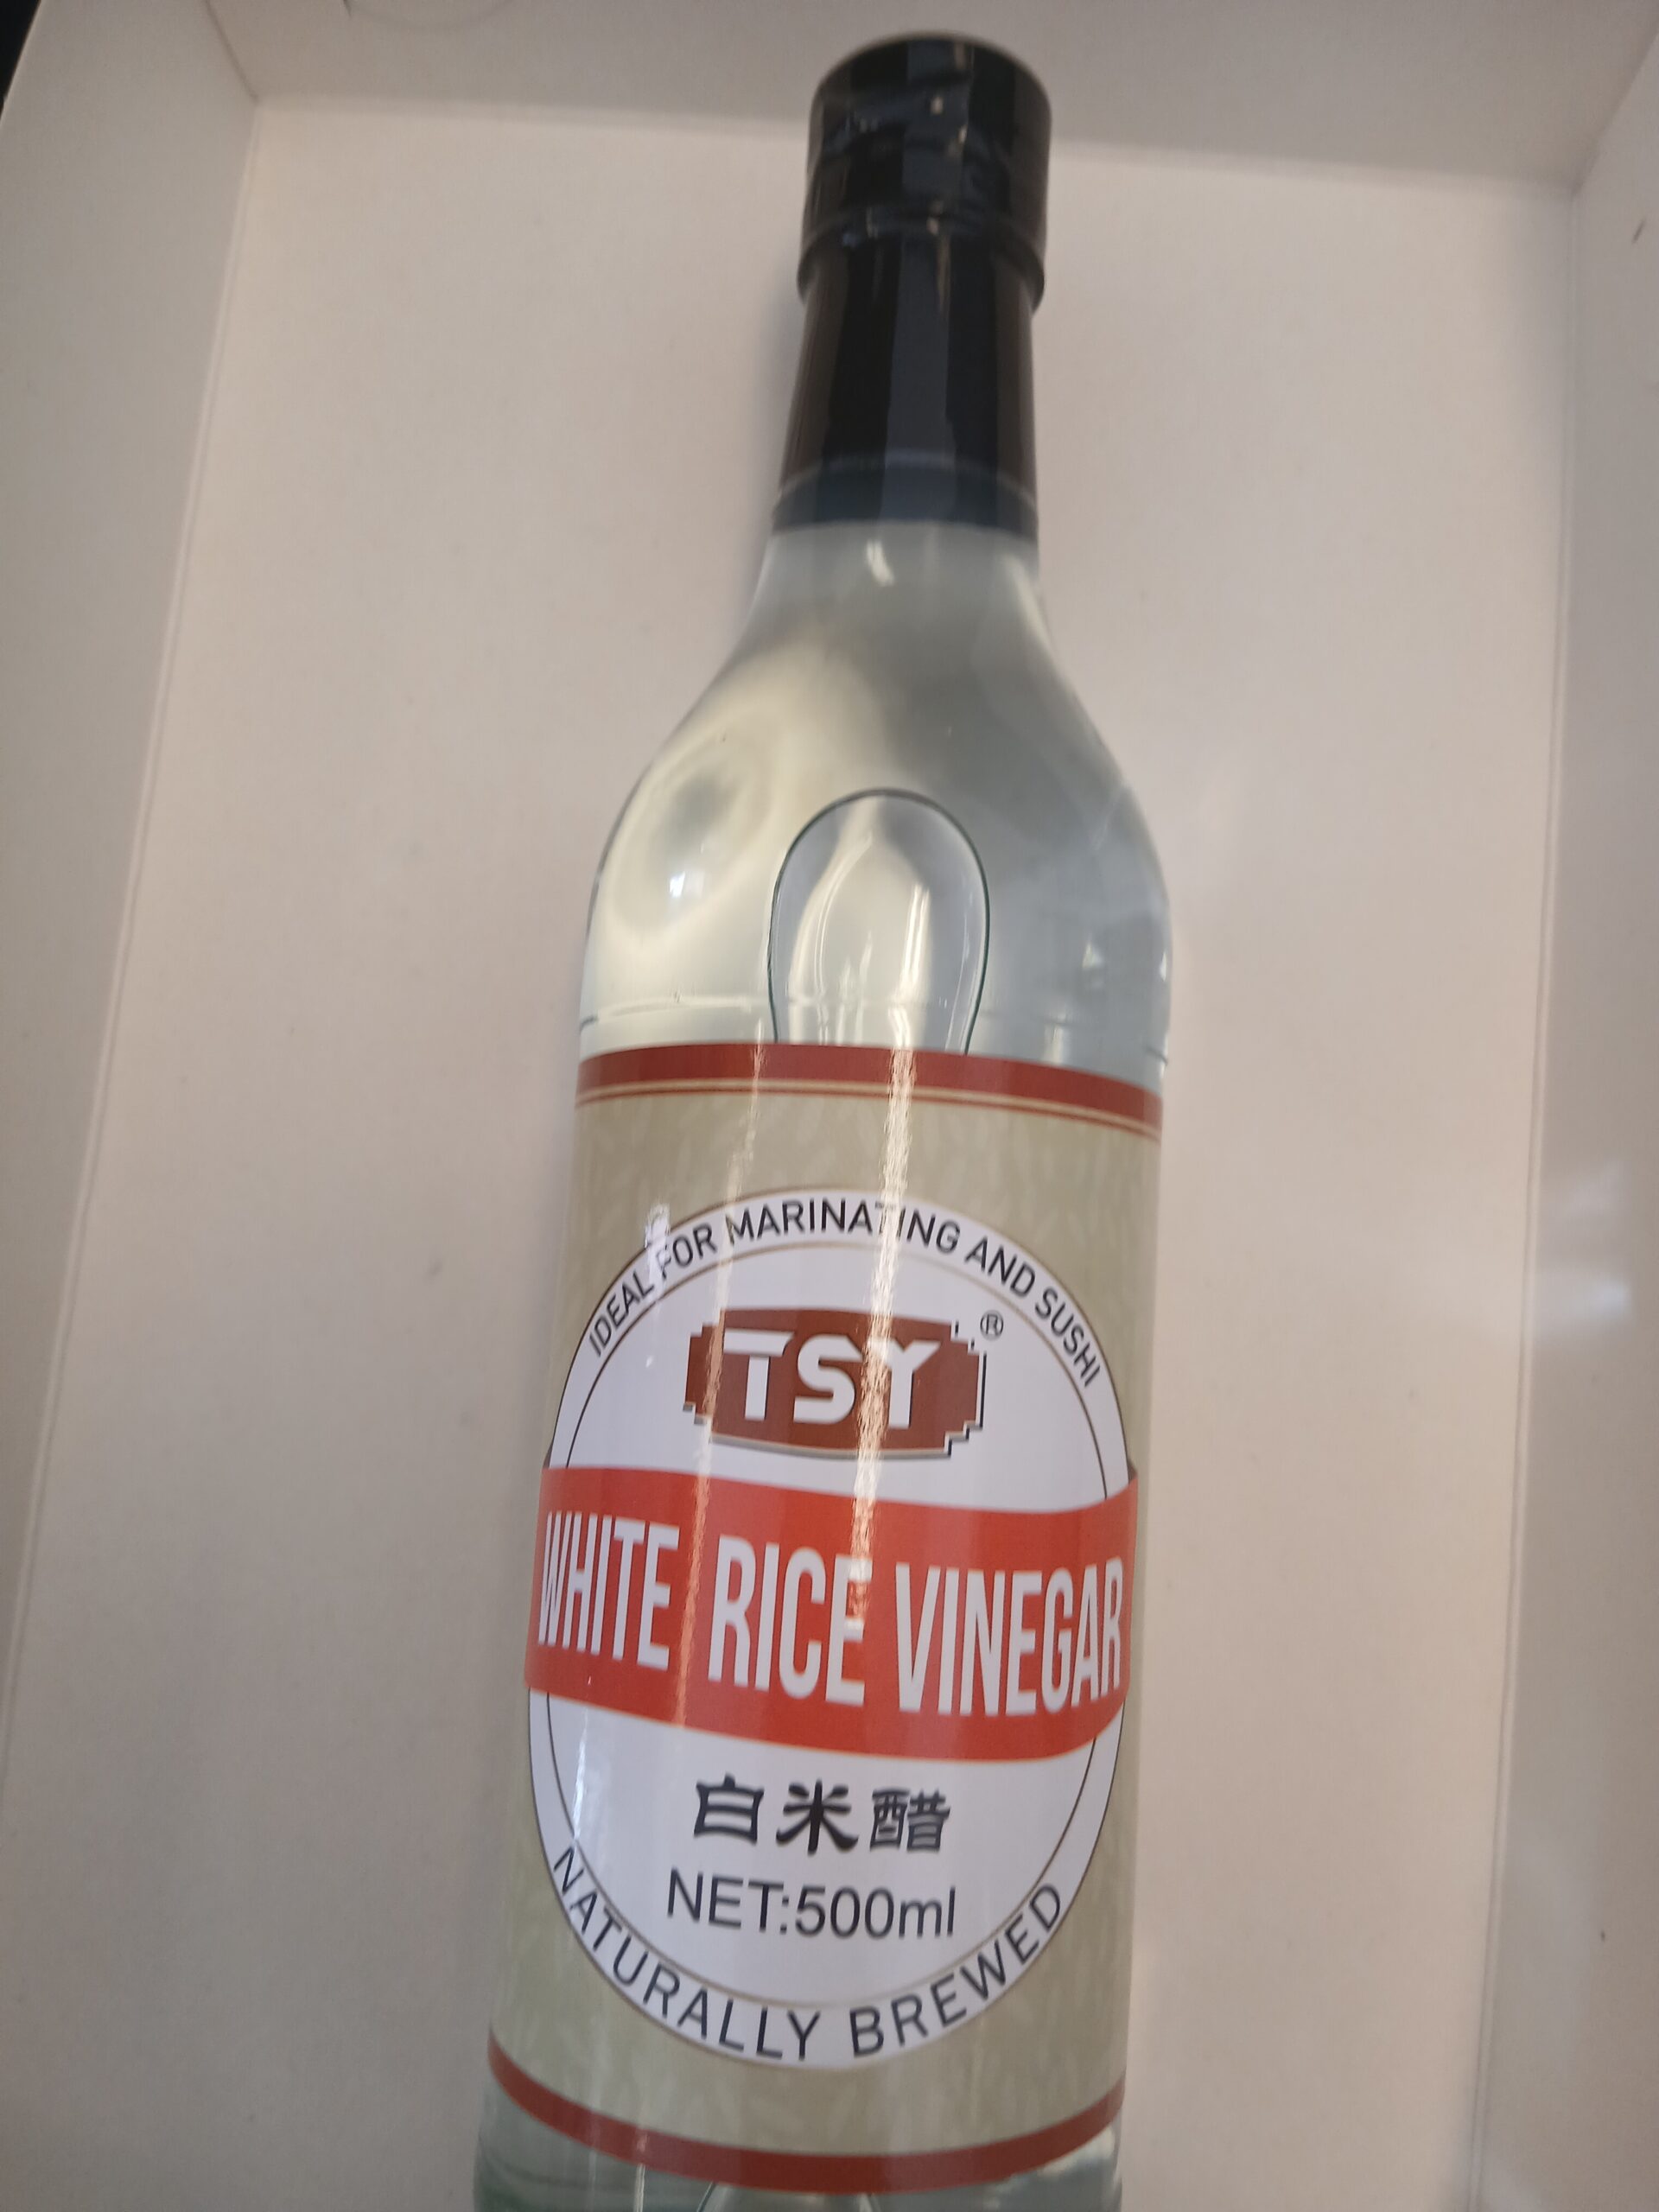 IDEAL FOR MARINATING AND SUSHI
TSY®
WHITE RICE VINEGAR
白米醋
NET:500ml
NATURALLY BREWED